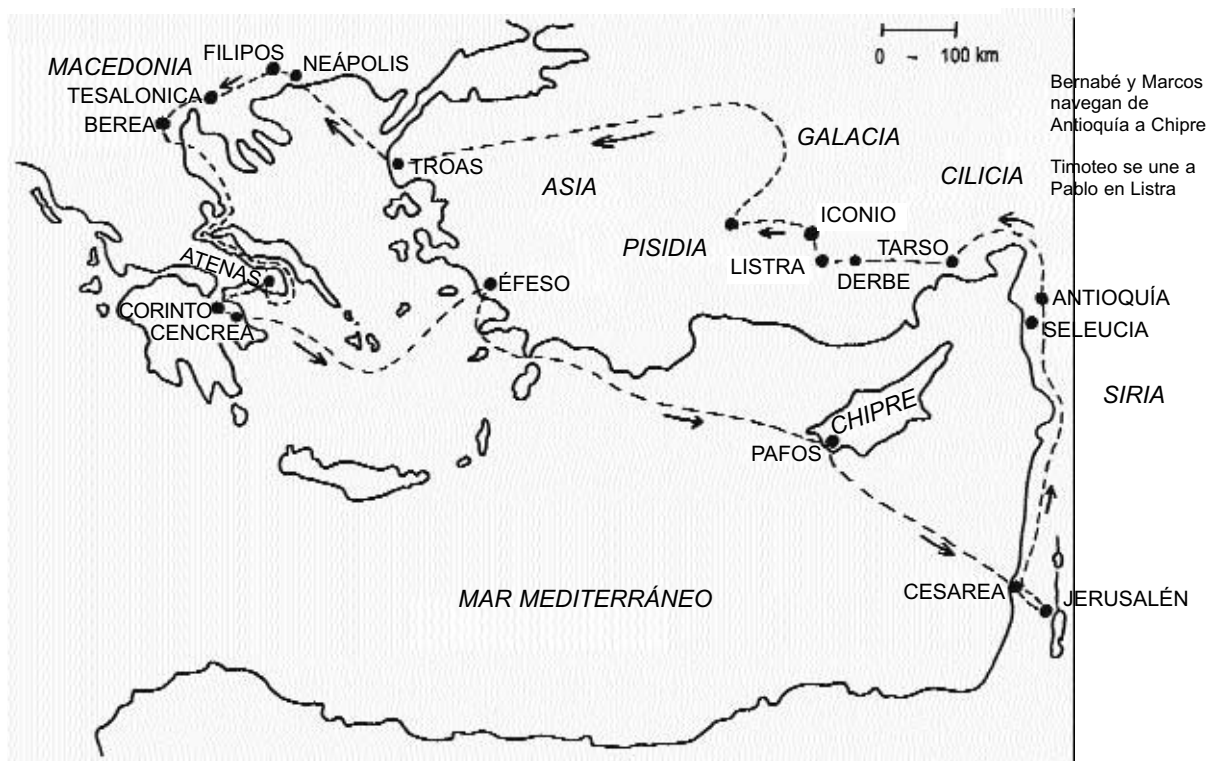 FILIPOS
MACEDONIA
NEÁPOLIS
TESALONICA
BEREA
0 - 100 km
Bernabé y Marcos
navegan de
Antioquía a Chipre
GALACIA
TROAS
ASIA
CILICIA
Timoteo se une a
Pablo en Listra
ICONIO
PISIDIA
TARSO
LISTRA
DERBE
ATENAS
ÉFESO
CORINTO
CENCREA
ANTIOQUÍA
SELEUCIA
SIRIA
CHIPRE
PAFOS
CESAREA
JERUSALÉN
MAR MEDITERRÁNEO